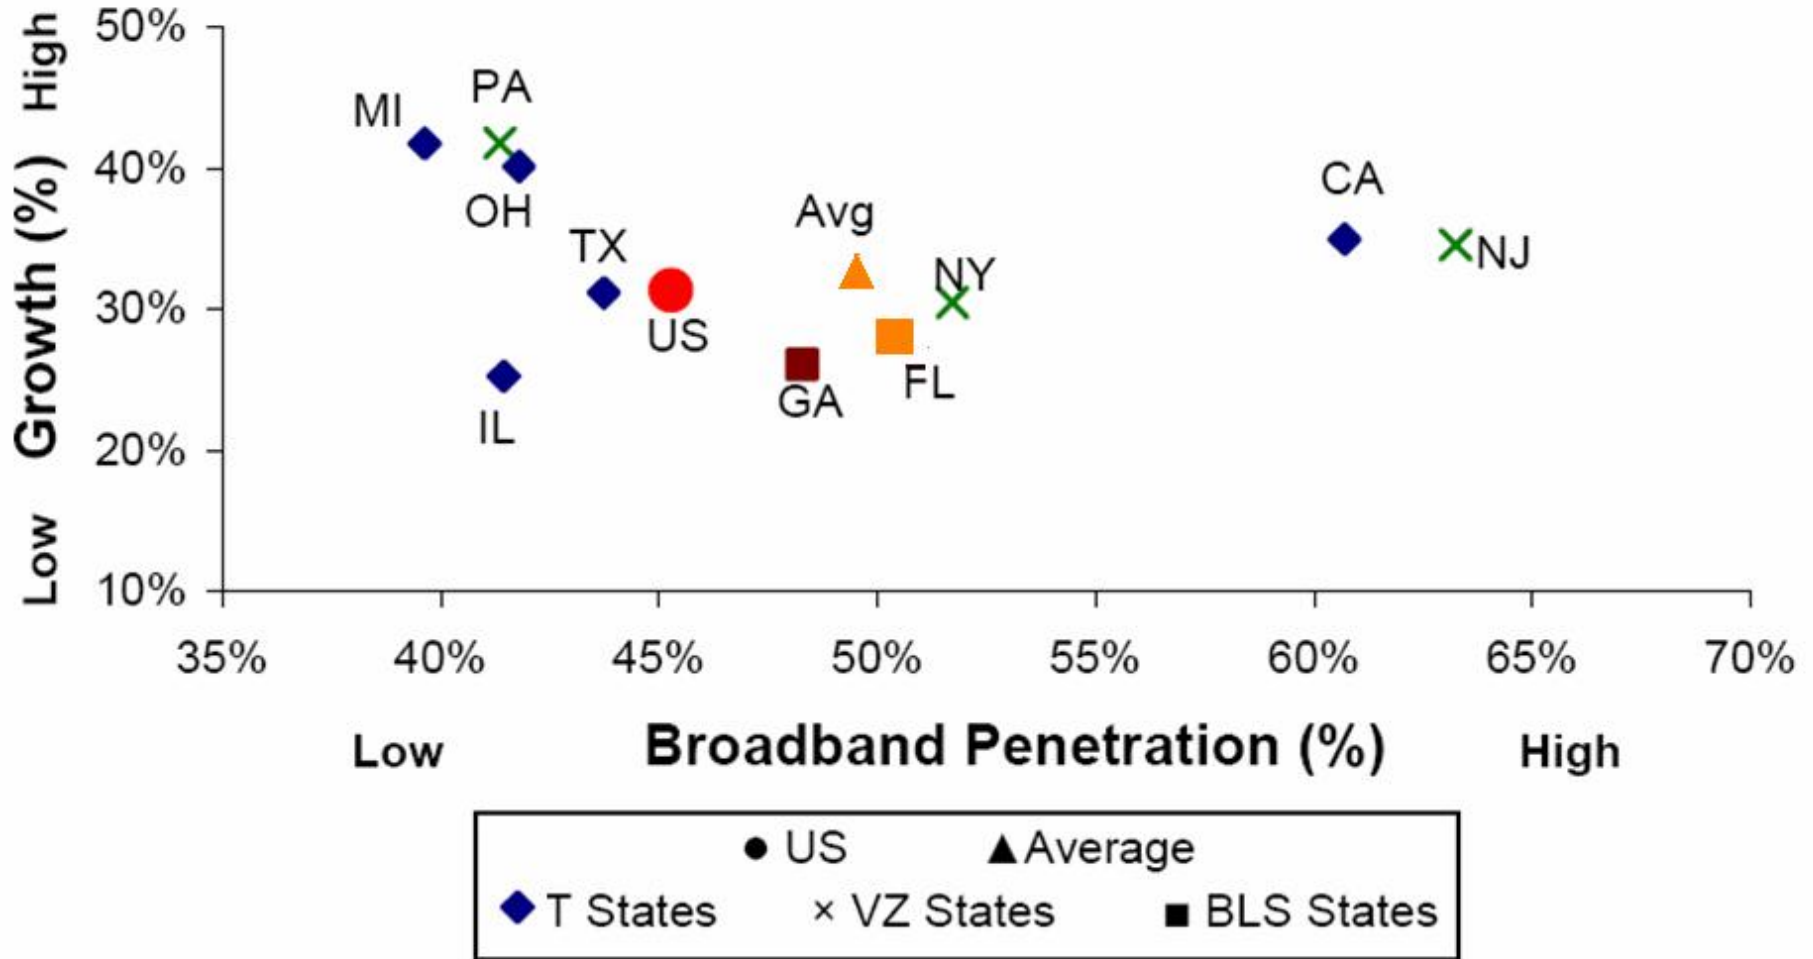 50%
40%
30%
20%
10%
High
Growth (%)
Low
MI
PA
OH
TX
US
IL
Avg
NY
GA
FL
CA
NJ
35% 40% 45% 50% 55% 60% 65% 70%
Low Broadband Penetration (%) High
US Average
T States VZ States BLS States